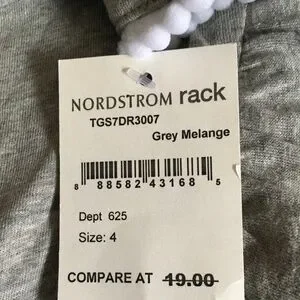 NORDSTROM rack
TGS7DR3007
Grey Melange
8 88582 43168 5
Dept 625
Size: 4
COMPARE AT 19.00